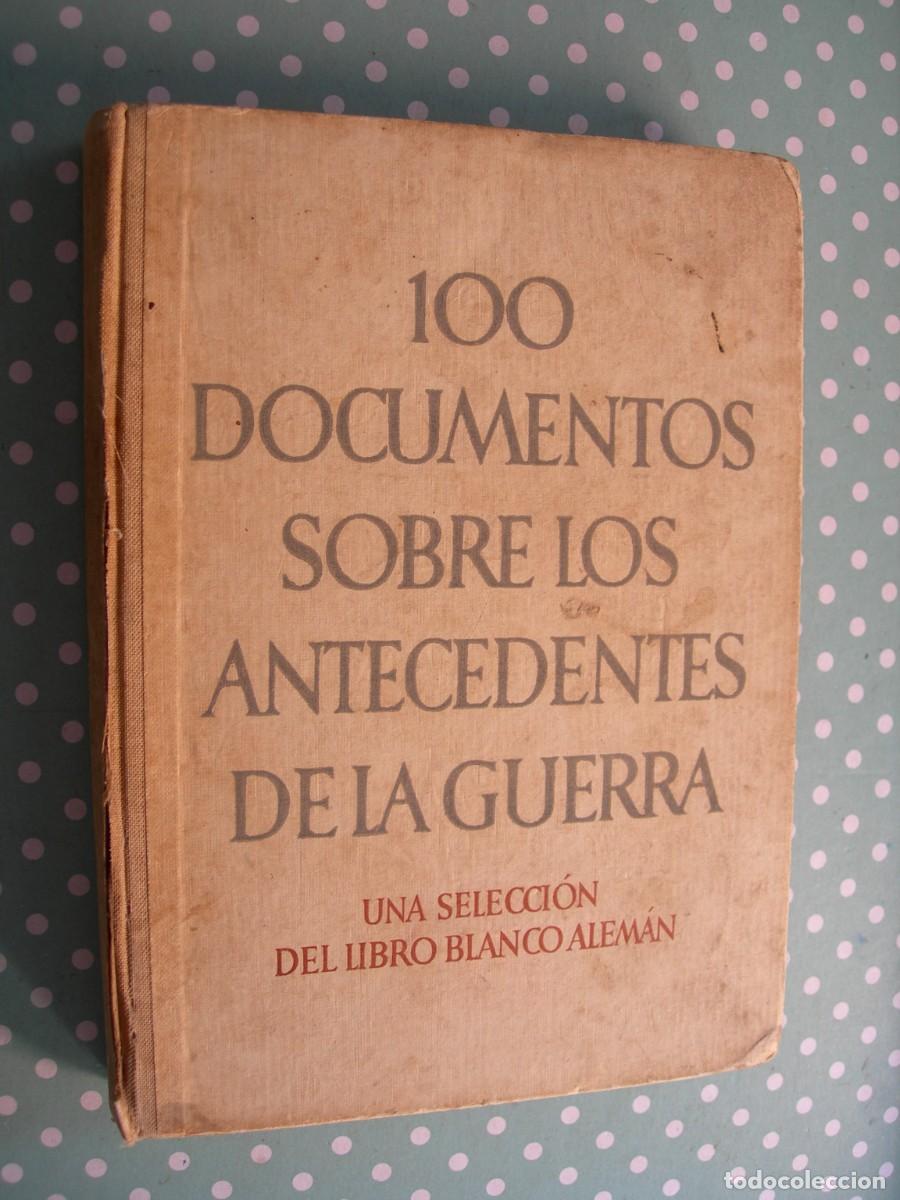 100
DOCUMENTOS
SOBRE LOS
ANTECEDENTES
DE LA GUERRA
UNA SELECCIÓN
DEL LIBRO BLANCO ALEMÁN
todocoleccion